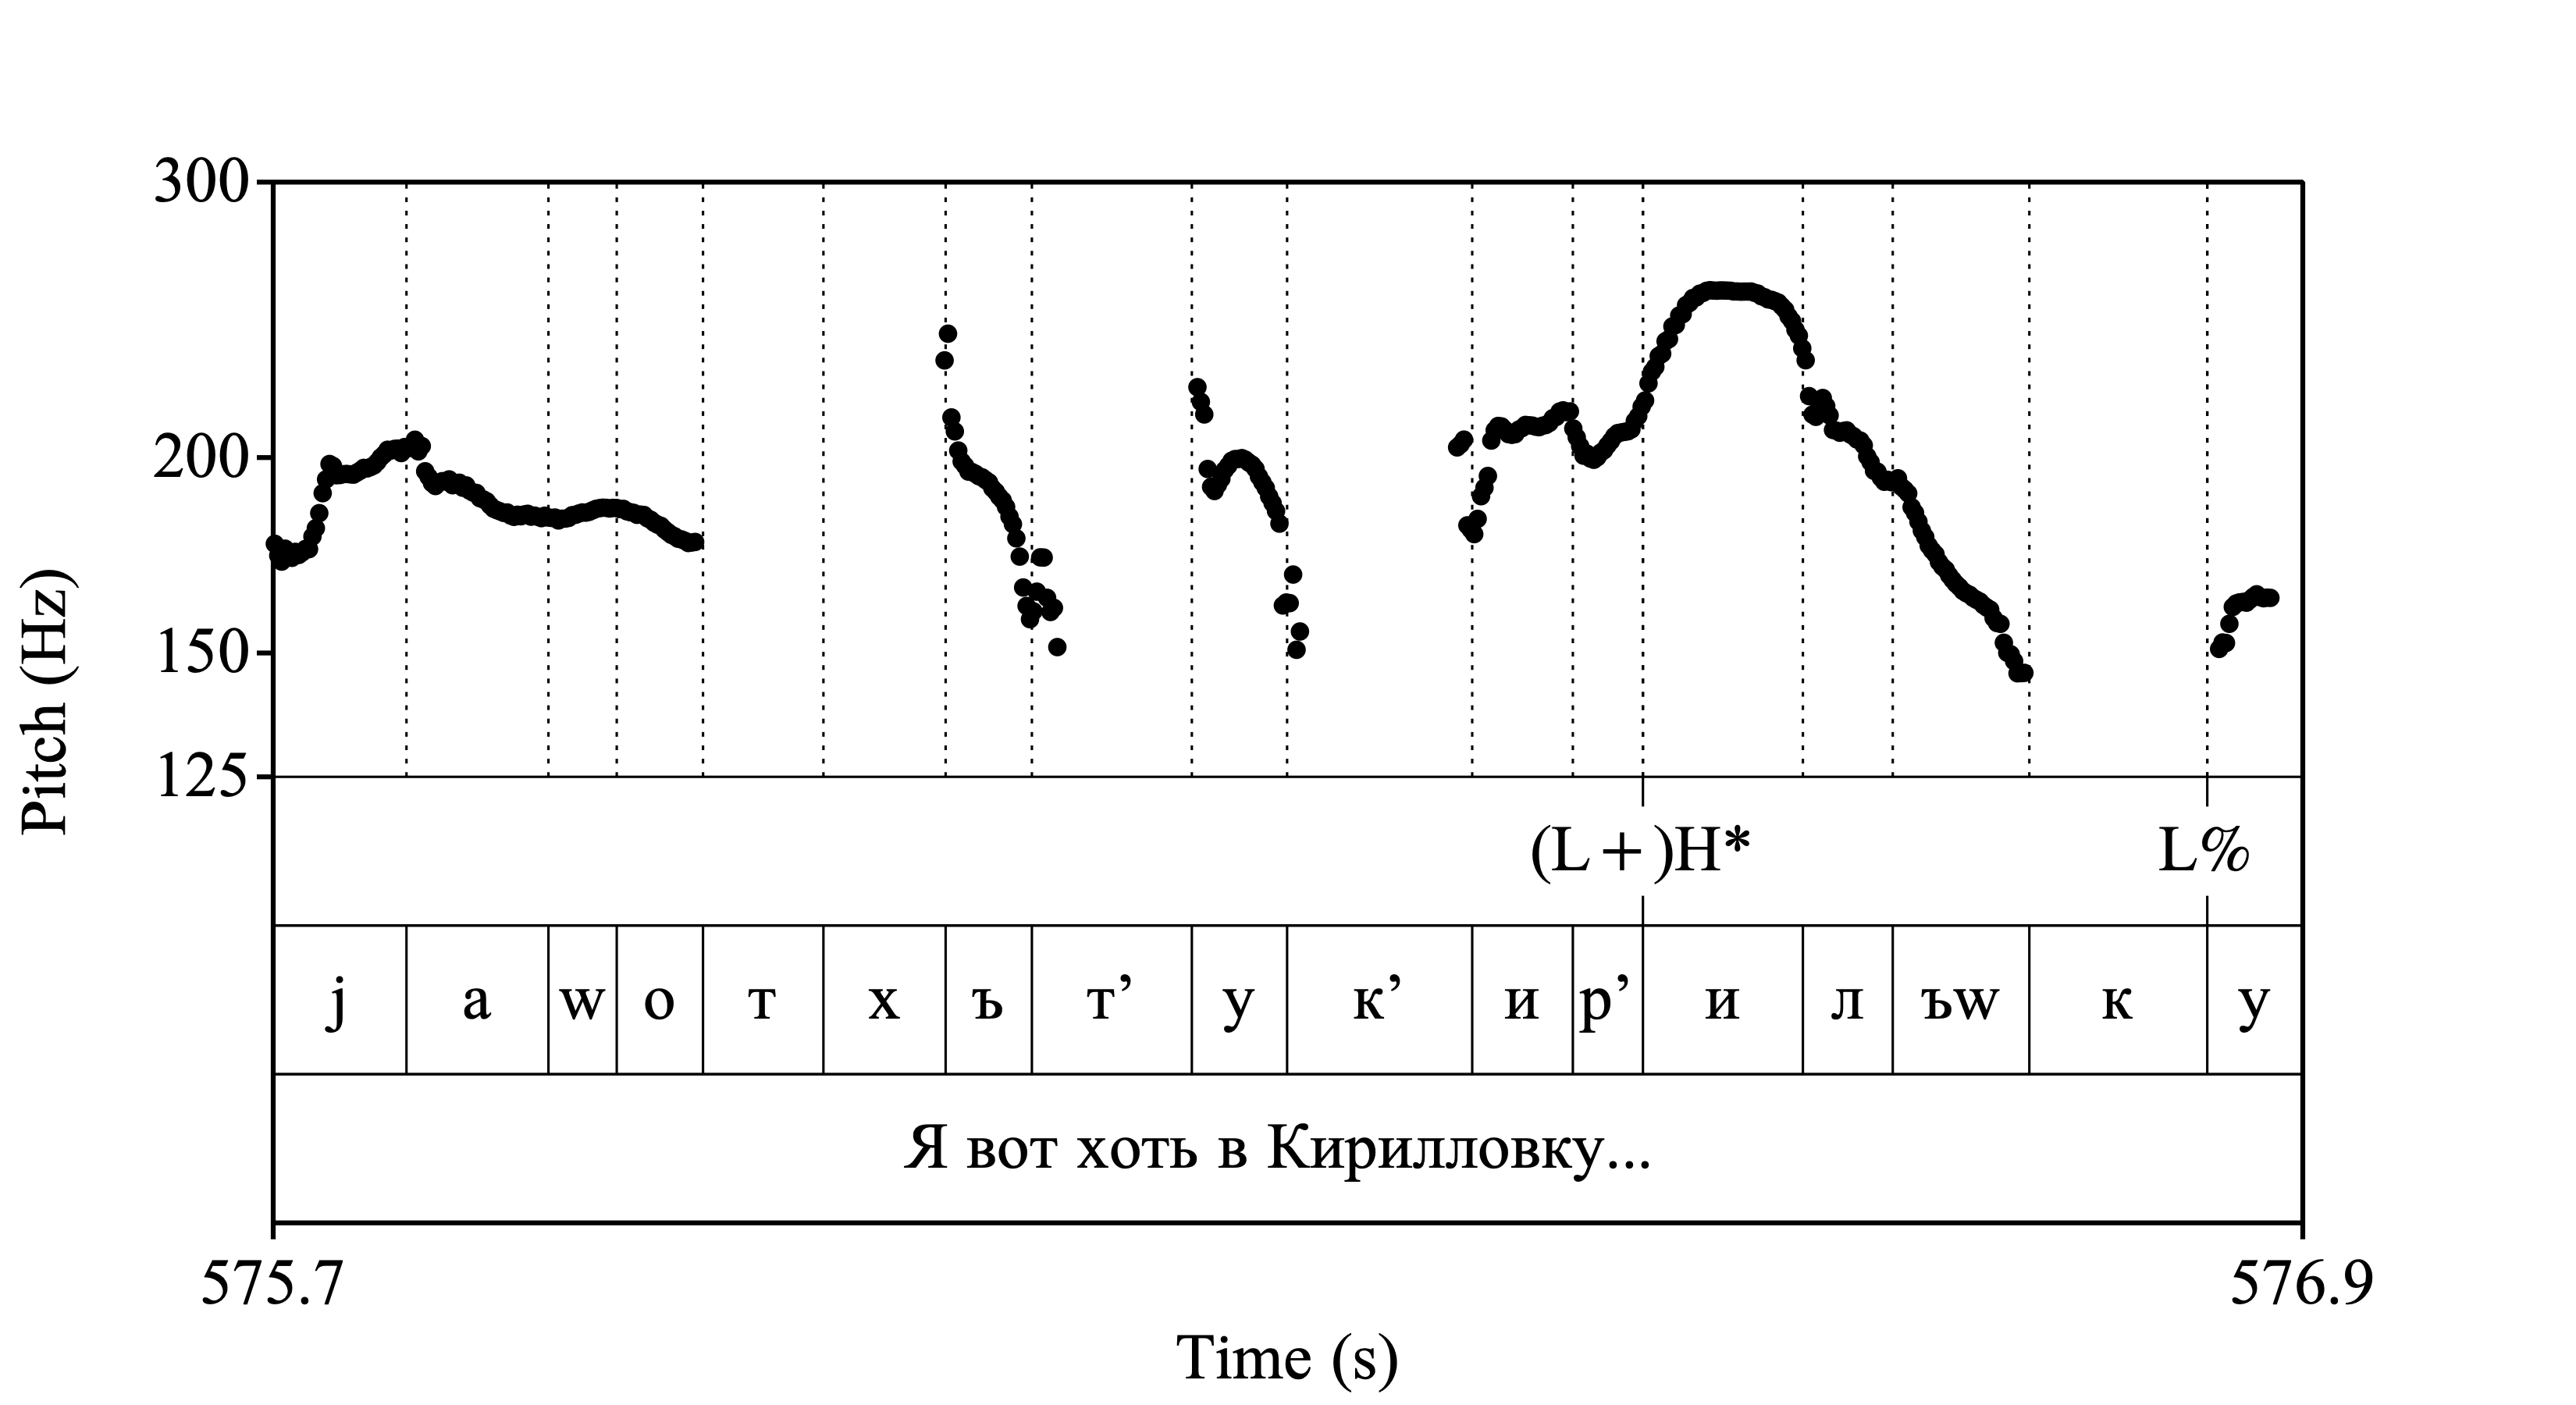 300
200
150
125
Pitch (Hz)
(L+)H* L%
j а w о т х ъ т’ у к’ и р’ и л ъw к у
Я вот хоть в Кирилловку...
575.7 576.9
Time (s)